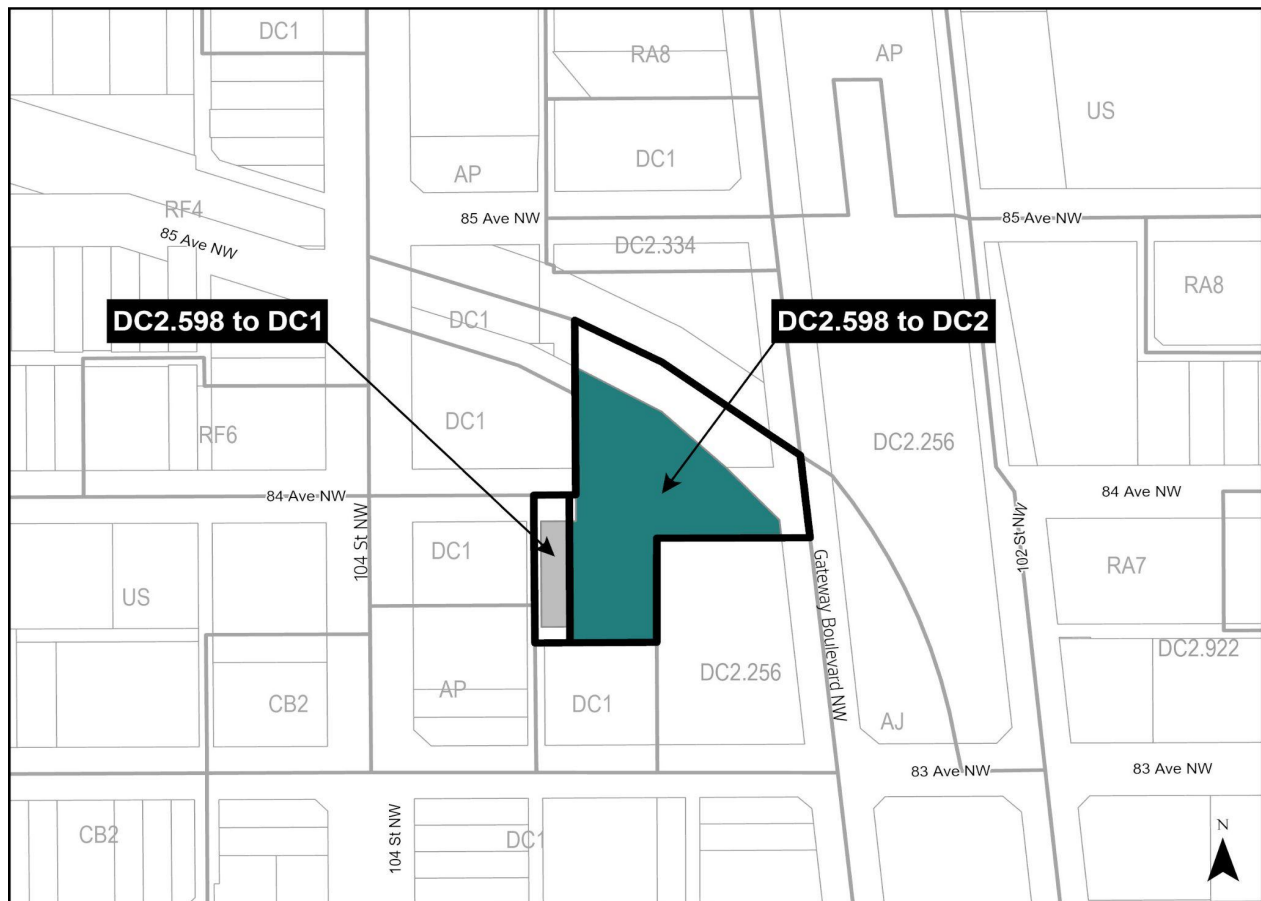 DC1
RA8
AP
US
DC1
AP
RF4
85 Ave NW
85 Ave NW
85 Ave NW
DC2.334
RA8
DC2.598 to DC1
DC1
DC2.598 to DC2
RF6
DC1
DC2.256
84 Ave NW
84 Ave NW
104 St NW
DC1
102 St NW
RA7
US
Gateway Boulevard NW
DC2.922
CB2
AP
DC1
DC2.256
AJ
83 Ave NW
83 Ave NW
CB2
104 St NW
DC1
N